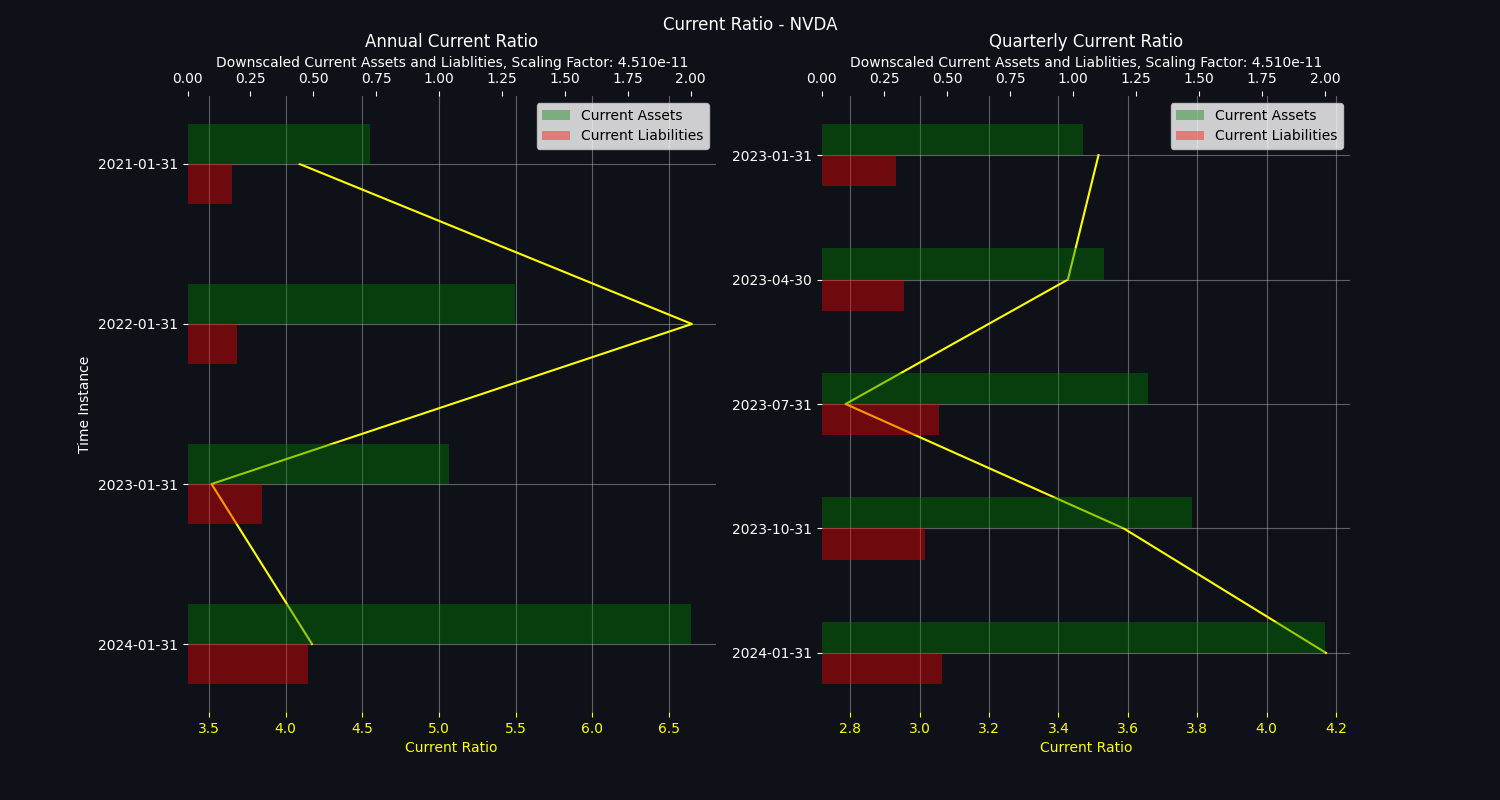 Current Ratio - NVDA
Annual Current Ratio
Downscaled Current Assets and Liablities, Scaling Factor: 4.510e-11
0.00 0.25 0.50 0.75 1.00 1.25 1.50 1.75 2.00
Current Assets
Current Liabilities
2021-01-31
2022-01-31
2023-01-31
2024-01-31
Time Instance
3.5 4.0 4.5 5.0 5.5 6.0 6.5
Current Ratio
Quarterly Current Ratio
Downscaled Current Assets and Liablities, Scaling Factor: 4.510e-11
0.00 0.25 0.50 0.75 1.00 1.25 1.50 1.75 2.00
Current Assets
Current Liabilities
2023-01-31
2023-04-30
2023-07-31
2023-10-31
2024-01-31
2.8 3.0 3.2 3.4 3.6 3.8 4.0 4.2
Current Ratio